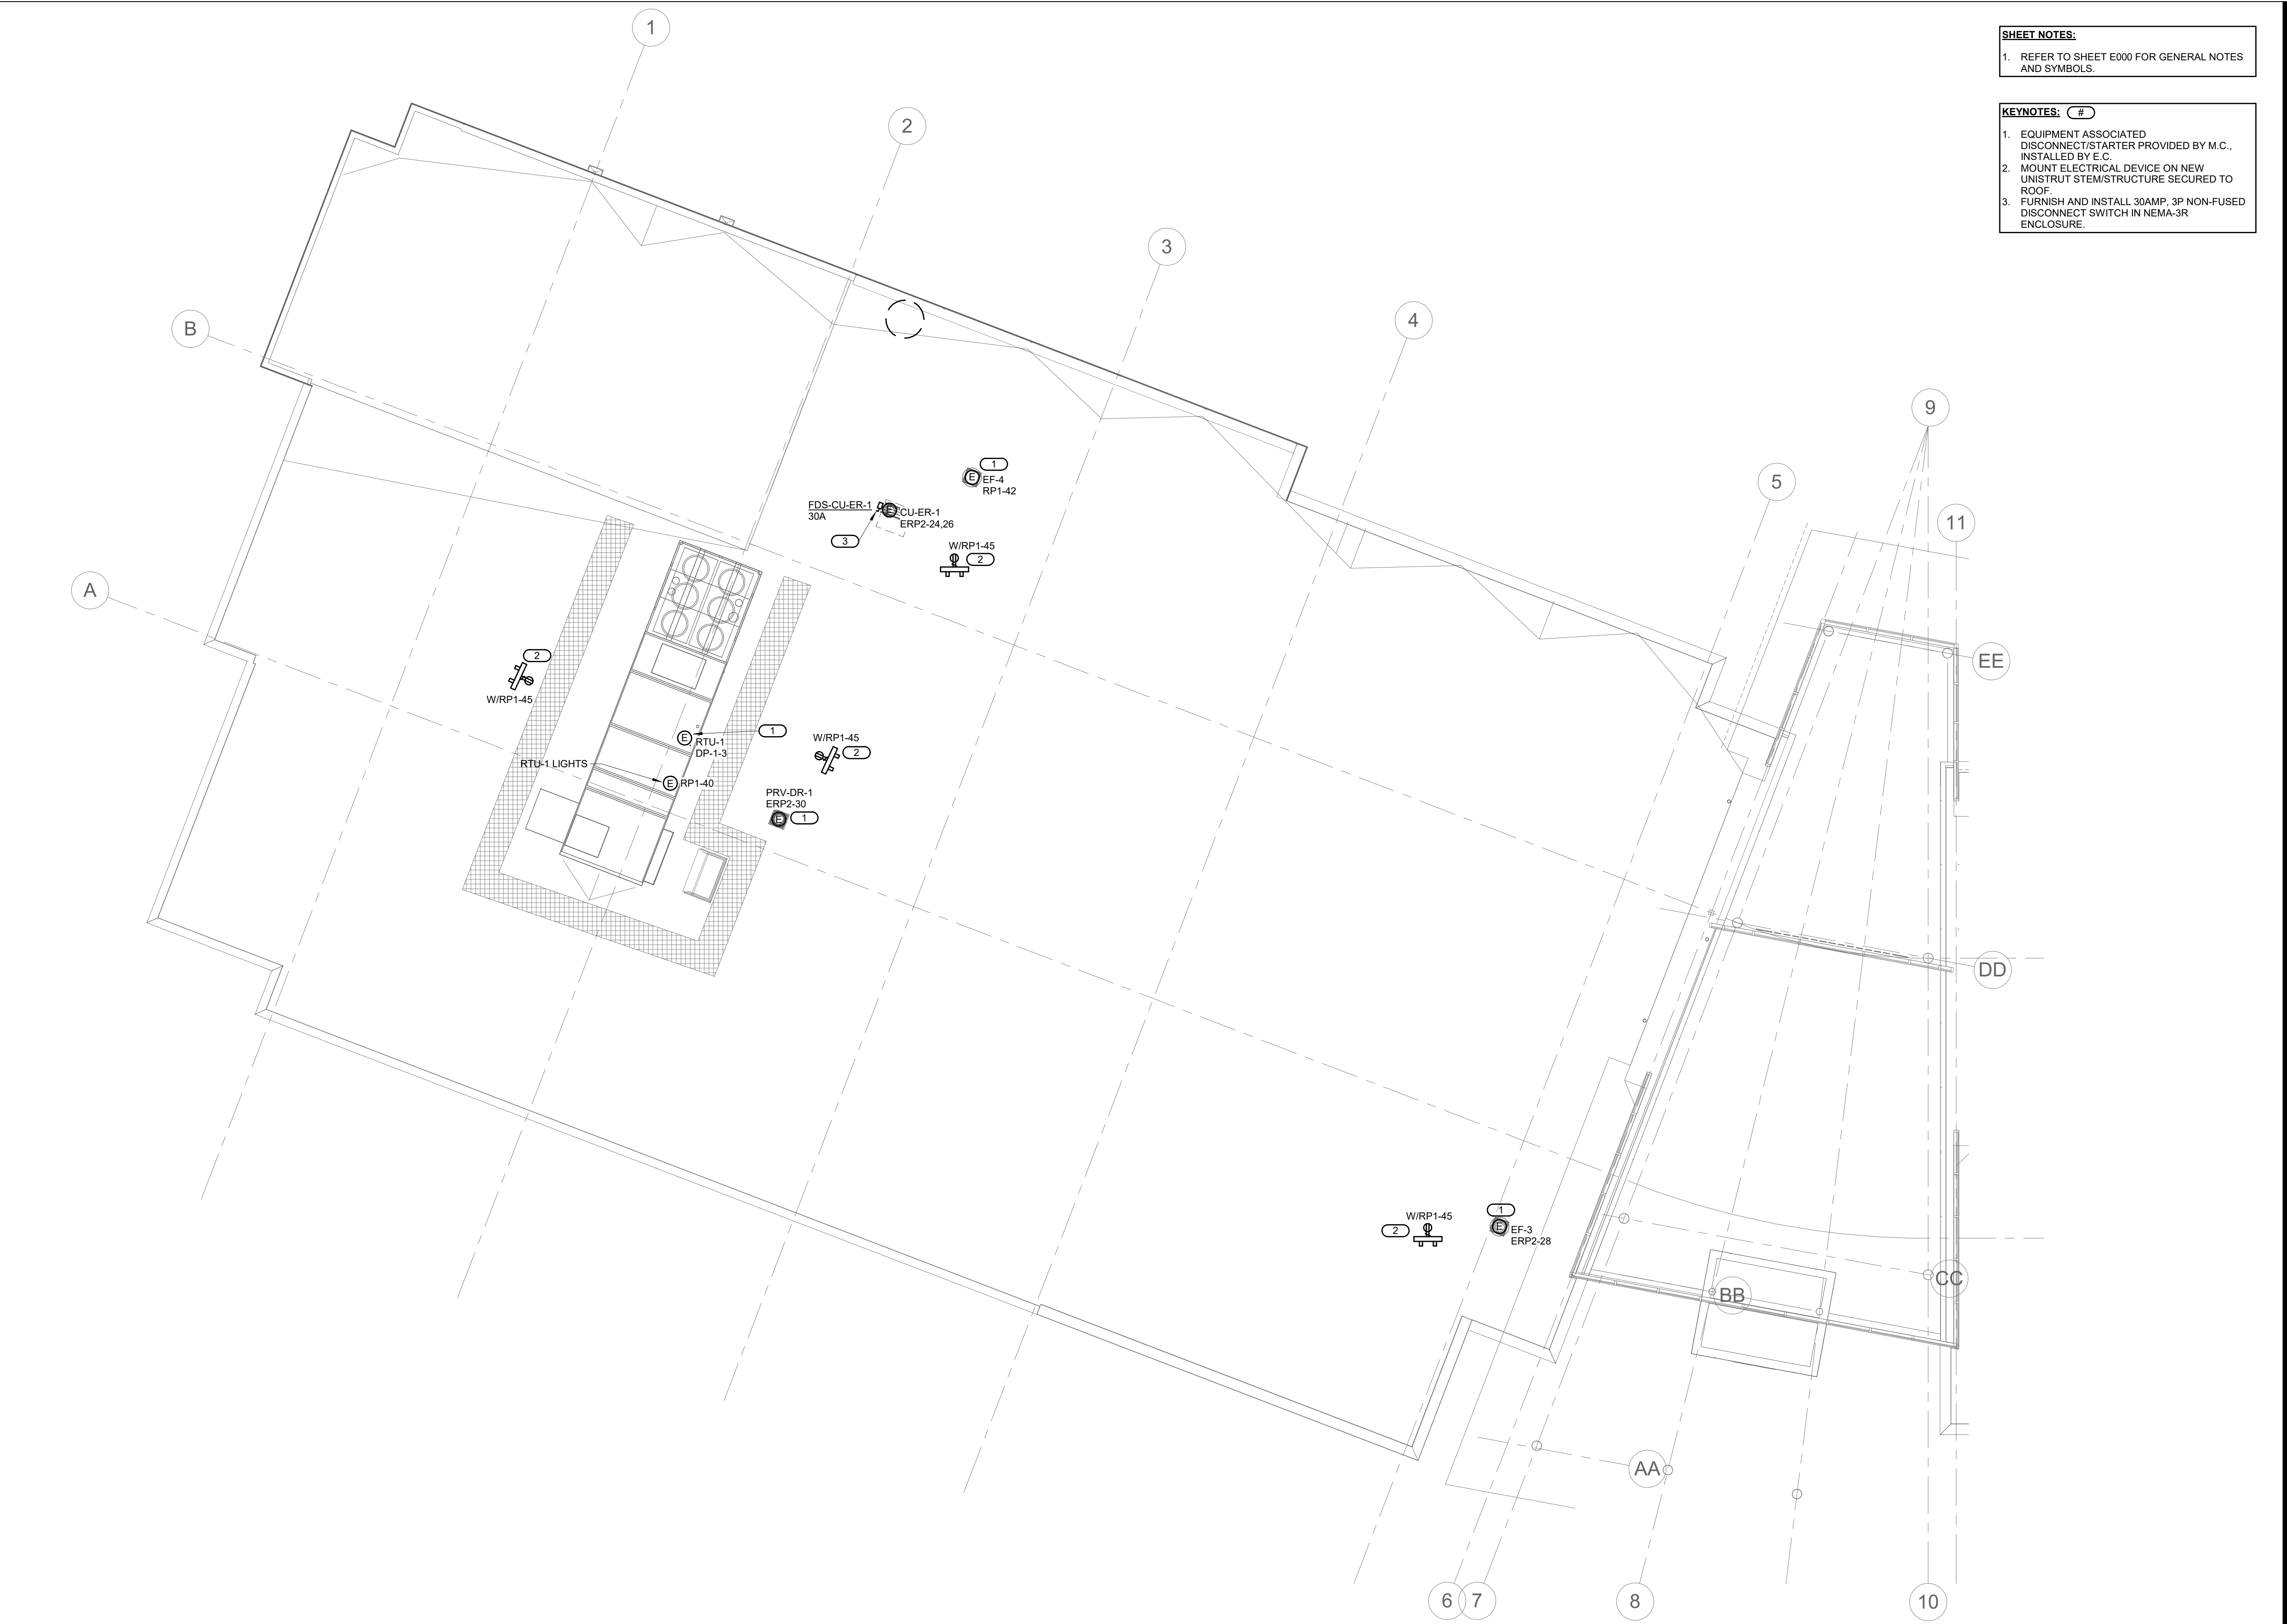 SHEET NOTES:
1. REFER TO SHEET E000 FOR GENERAL NOTES
AND SYMBOLS.
KEYNOTES: #
1. EQUIPMENT ASSOCIATED
DISCONNECT/STARTER PROVIDED BY M.C.,
INSTALLED BY E.C.
2. MOUNT ELECTRICAL DEVICE ON NEW
UNISTRUT STEM/STRUCTURE SECURED TO
ROOF.
3. FURNISH AND INSTALL 30AMP, 3P NON-FUSED
DISCONNECT SWITCH IN NEMA-3R
ENCLOSURE.
1
2
3
4
B
9
5
11
A
1
E
EF-4
RP1-42
FDS-CU-ER-1
30A
E
CU-ER-1
ERP2-24,26
3
W/RP1-45
2
2
W/RP1-45
EE
1
E
RTU-1
DP-1-3
W/RP1-45
2
RTU-1 LIGHTS
E
RP1-40
PRV-DR-1
ERP2-30
E
1
DD
1
W/RP1-45
2
E
EF-3
ERP2-28
CC
BB
AA
6
7
8
10